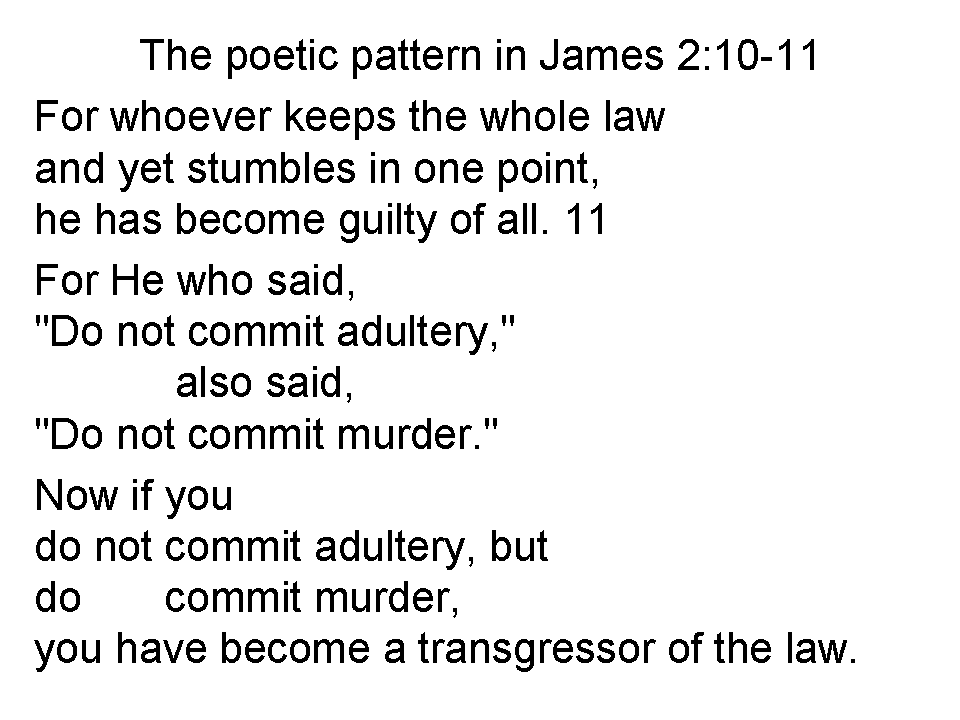 The poetic pattern in James 2:10-11
For whoever keeps the whole law
and yet stumbles in one point,
he has become guilty of all. 11
For He who said,
"Do not commit adultery,"
also said,
"Do not commit murder."
Now if you
do not commit adultery, but
do commit murder,
you have become a transgressor of the law.